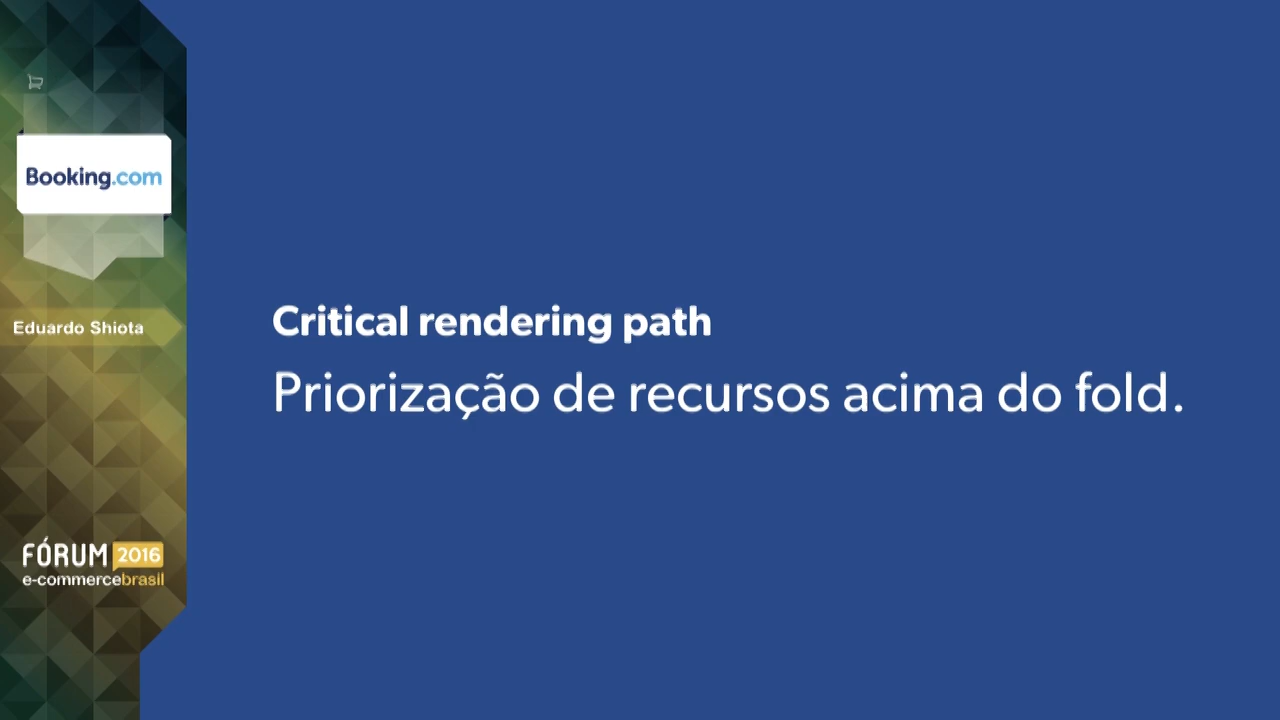 Booking.com
Eduardo Shiota
FÓRUM 2016
e-commercebrasil
Critical rendering path
Priorização de recursos acima do fold.